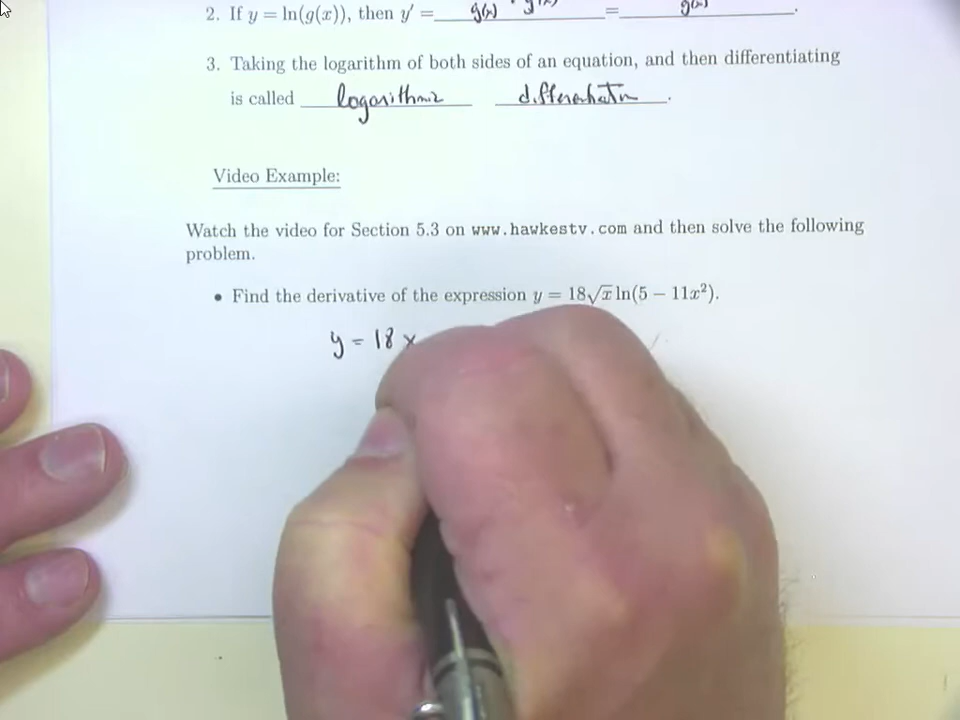 2. If y = ln(g(x)), then y′ = g(x) · g′(x) = g(x) .
3. Taking the logarithm of both sides of an equation, and then differentiating
is called logarithmic differentiation.
Video Example:
Watch the video for Section 5.3 on www.hawkestv.com and then solve the following
problem.
• Find the derivative of the expression y = 18√x ln(5 − 11x²).
y = 18 x